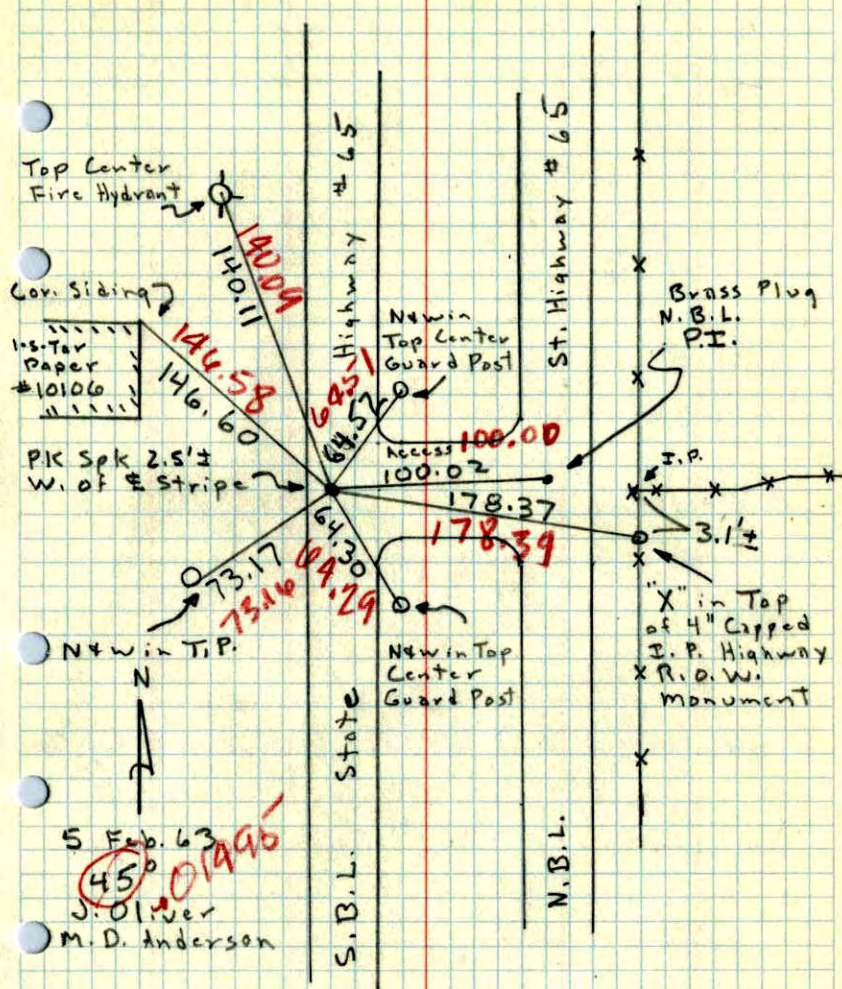 Top Center
Fire Hydrant
140.09
140.11
State Highway # 65
St. Highway # 65
Cor. Siding
1-S. Tar
Paper
#10106
146.58
146.60
N & W in
Top Center
Guard Post
64.51
64.52
Brass Plug
N.B.L.
P.I.
PK Spk 2.5'±
W. of ℄ Stripe
Access
100.00
100.02
I.P.
178.37
178.39
3.1'±
73.17
73.16
64.30
64.29
N & W in T.P.
N & W in Top
Center
Guard Post
"X" in Top
of 4" Capped
I.P. Highway
R.O.W.
Monument
N
5 Feb. 63
45°
.01995
J. Oliver
M. D. Anderson
S.B.L.
N.B.L.